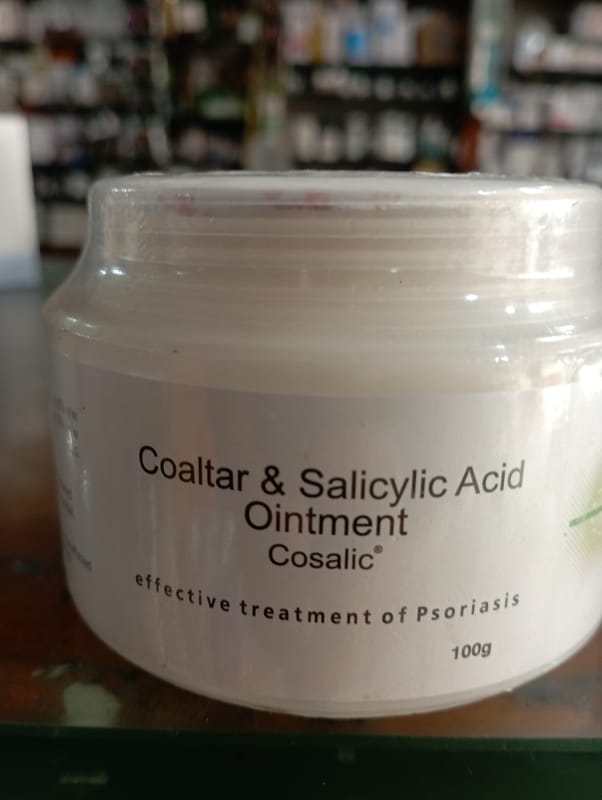 Coaltar & Salicylic Acid
Ointment
Cosalic®
effective treatment of Psoriasis
100g